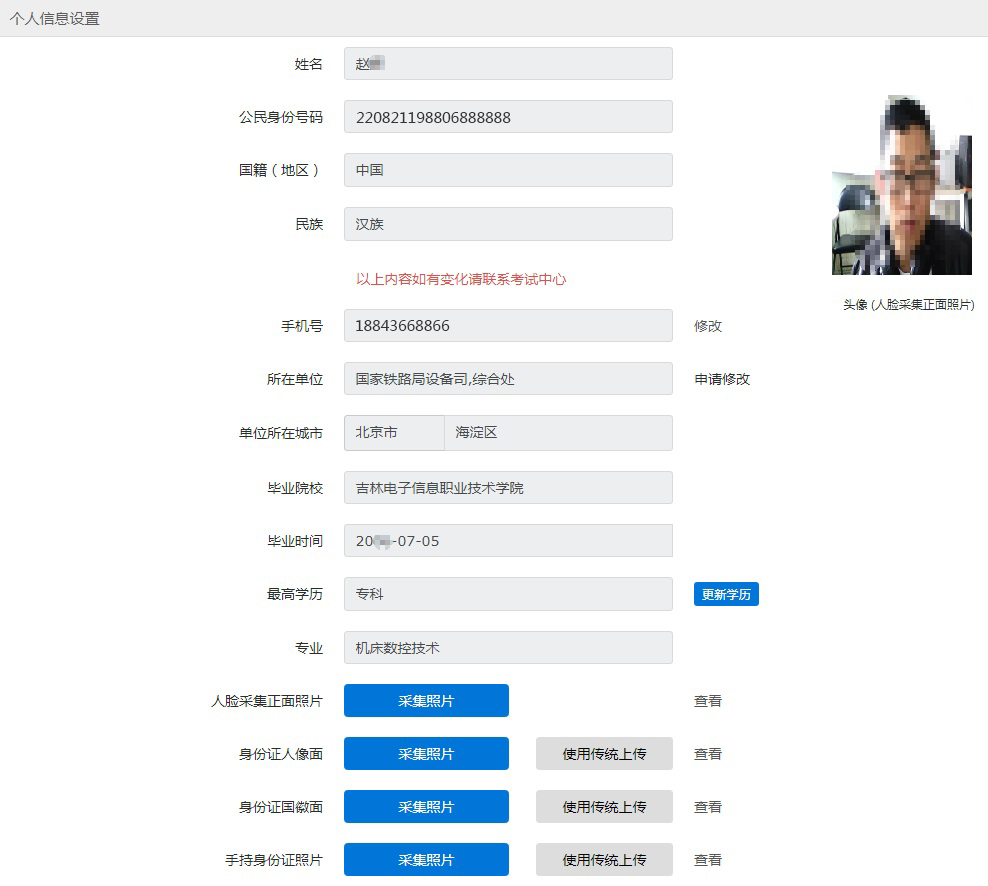 个人信息设置
姓名 赵
公民身份号码 220821198806888888
国籍（地区） 中国
民族 汉族
以上内容如有变化请联系考试中心
手机号 18843668866 修改
所在单位 国家铁路局设备司,综合处 申请修改
单位所在城市 北京市 海淀区
毕业院校 吉林电子信息职业技术学院
毕业时间 20 -07-05
最高学历 专科 更新学历
专业 机床数控技术
人脸采集正面照片 采集照片 查看
身份证人像面 采集照片 使用传统上传 查看
身份证国徽面 采集照片 使用传统上传 查看
手持身份证照片 采集照片 使用传统上传 查看
头像 (人脸采集正面照片)